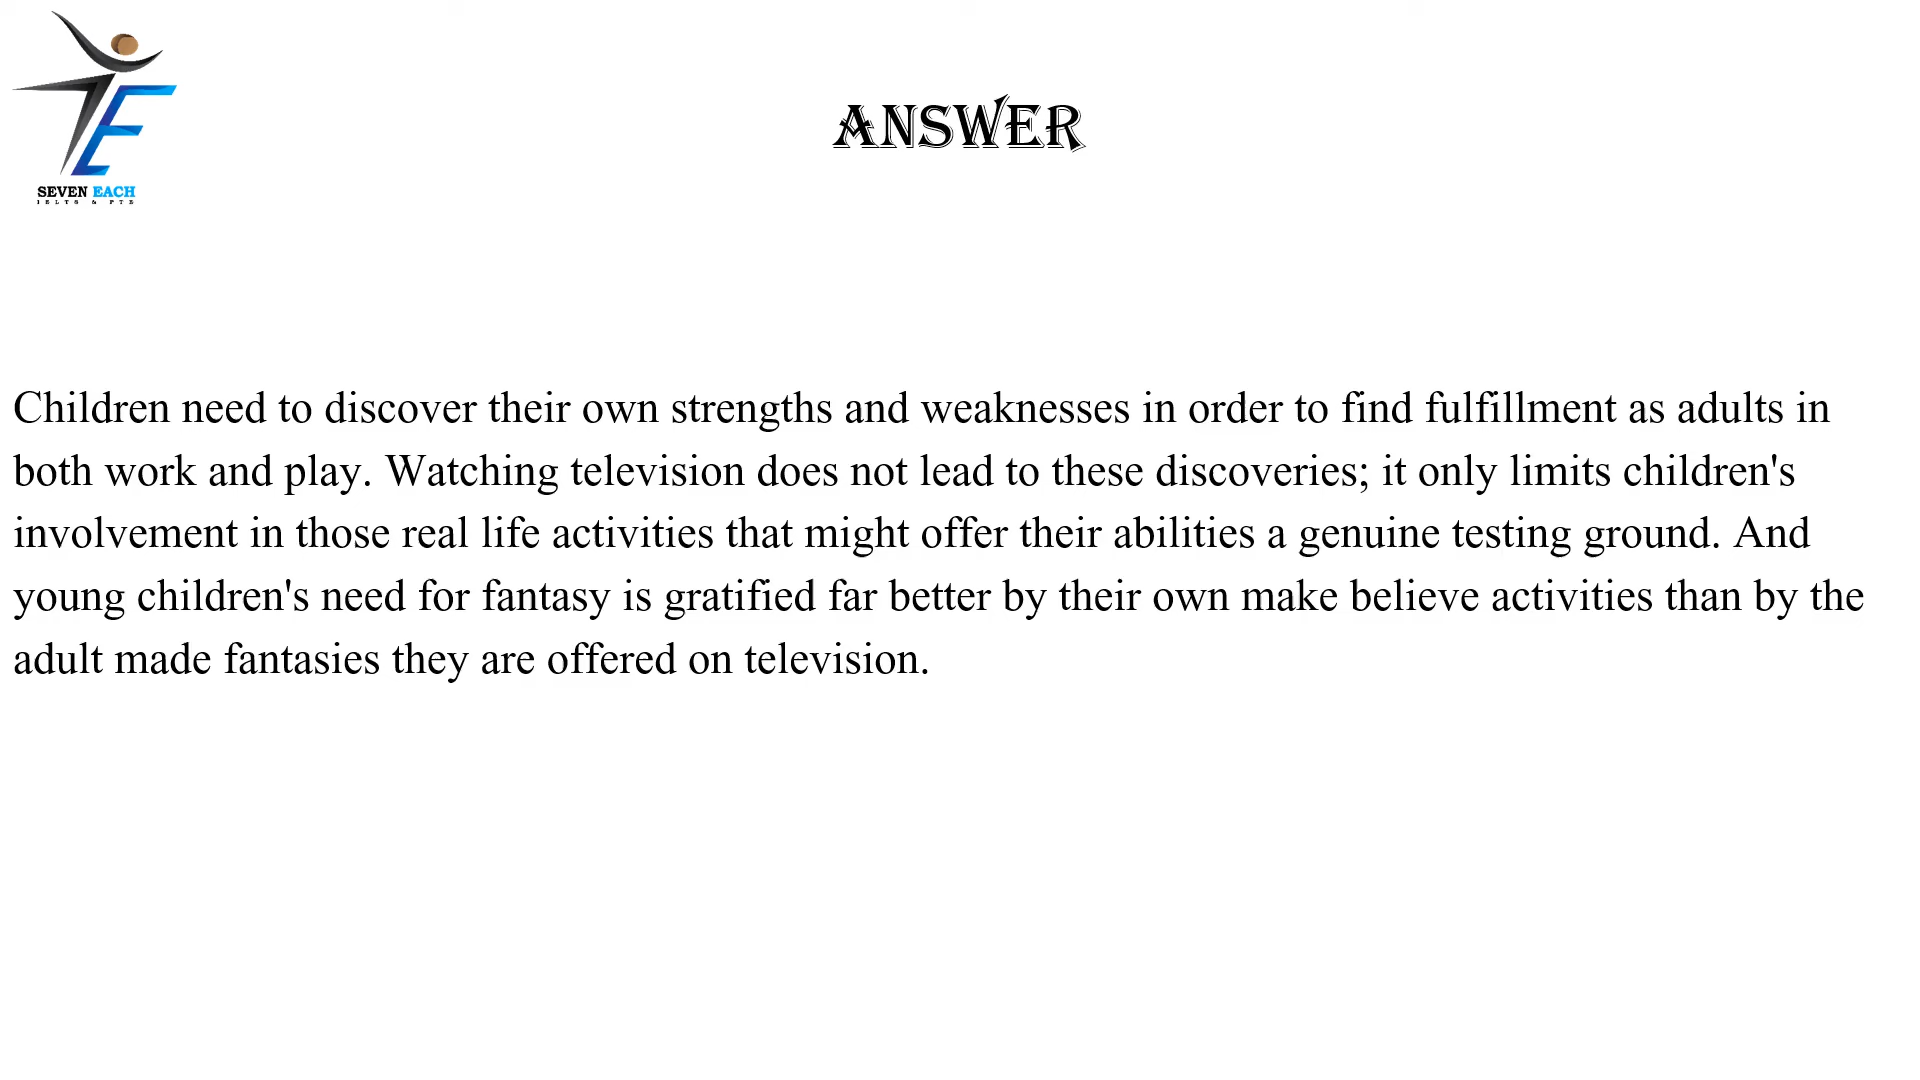 SEVEN EACH
IELTS & PTE
ANSWER
Children need to discover their own strengths and weaknesses in order to find fulfillment as adults in
both work and play. Watching television does not lead to these discoveries; it only limits children's
involvement in those real life activities that might offer their abilities a genuine testing ground. And
young children's need for fantasy is gratified far better by their own make believe activities than by the
adult made fantasies they are offered on television.